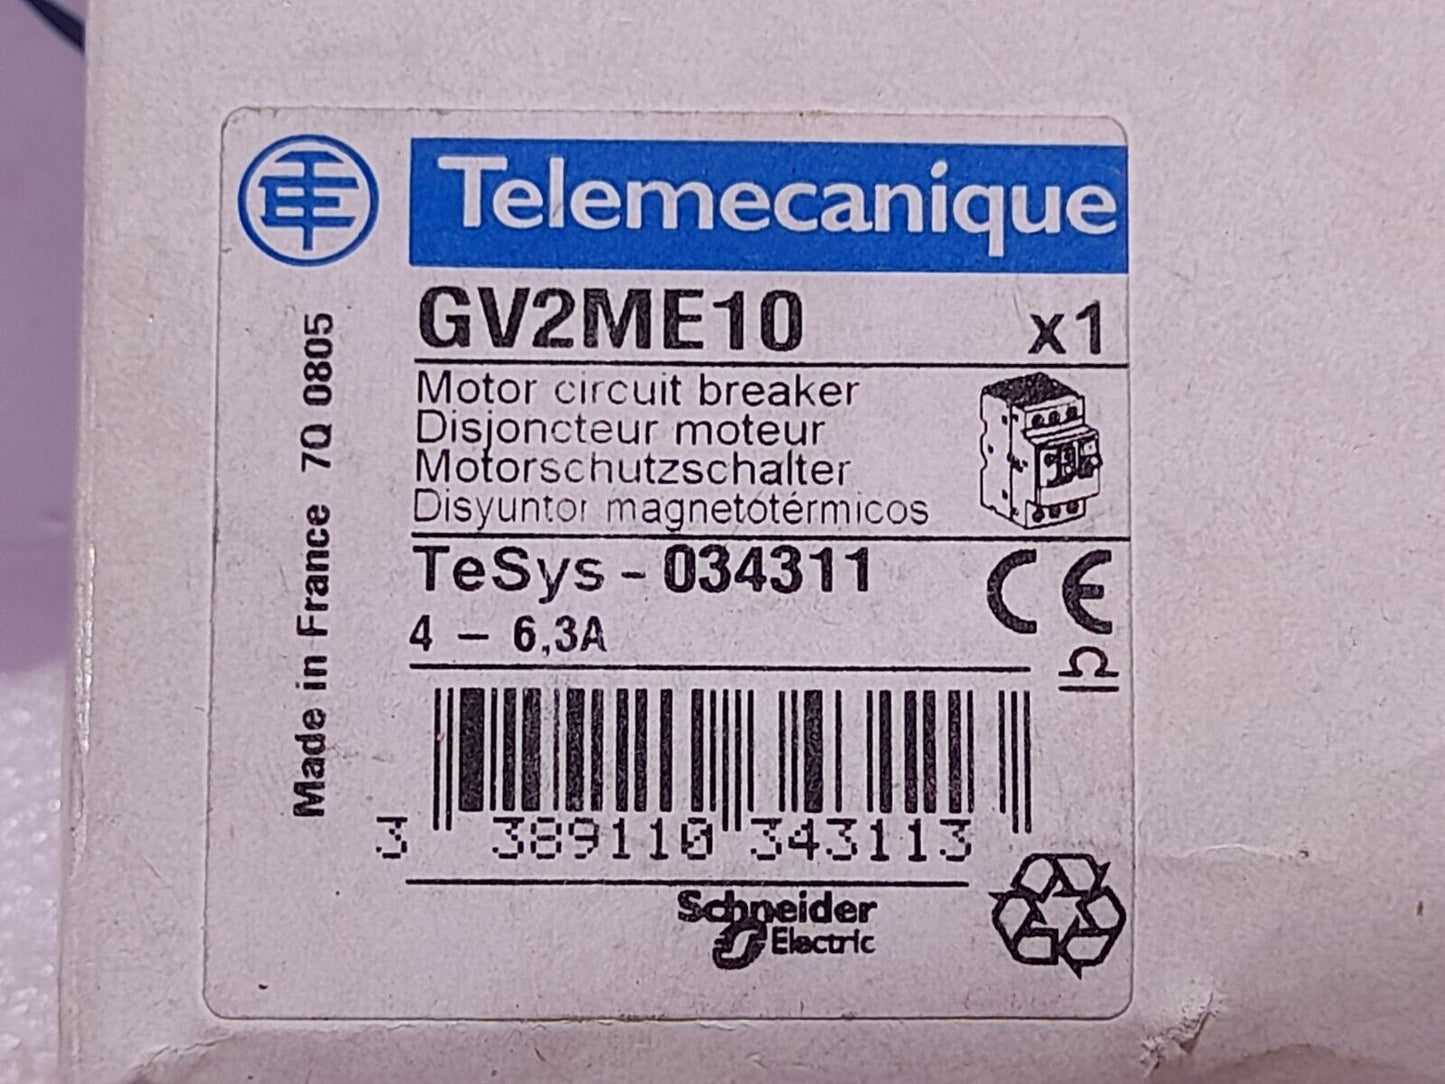 Telemecanique
GV2ME10 x1
Motor circuit breaker
Disjoncteur moteur
Motorschutzschalter
Disyuntor magnetotérmicos
TeSys - 034311
4 - 6,3A
CE
3 389110 343113
Schneider
Electric
Made in France 7Q 0805